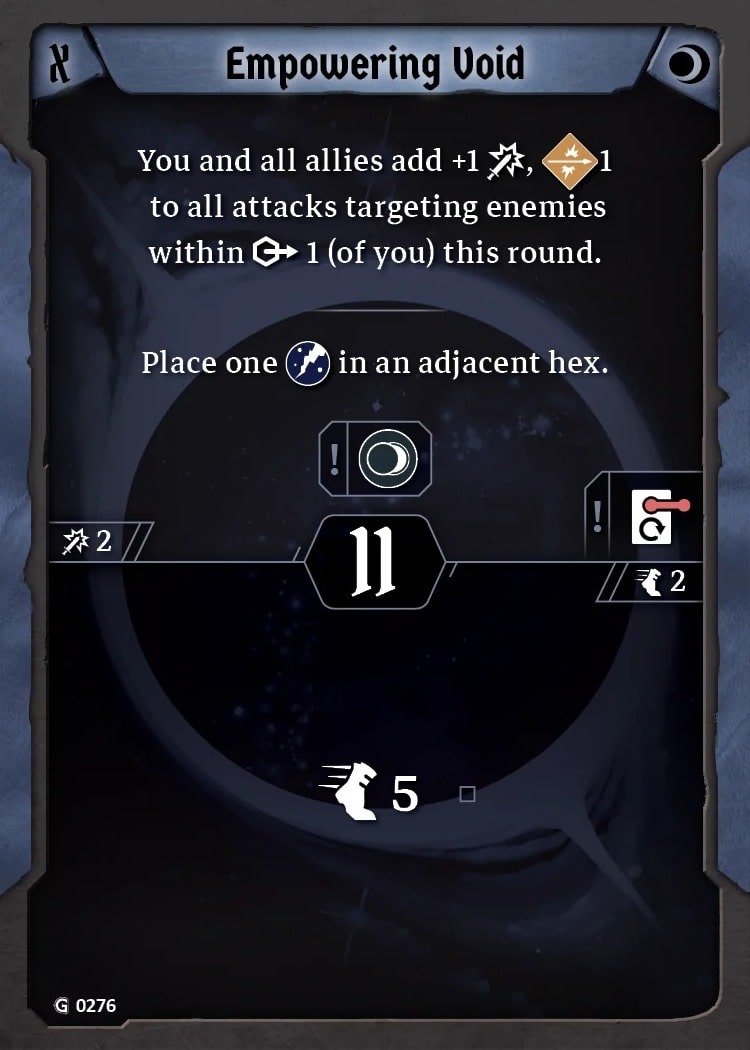 X
Empowering Void
You and all allies add +1 , 1
to all attacks targeting enemies
within 1 (of you) this round.
Place one in an adjacent hex.
!
!
2
11
2
5
G 0276